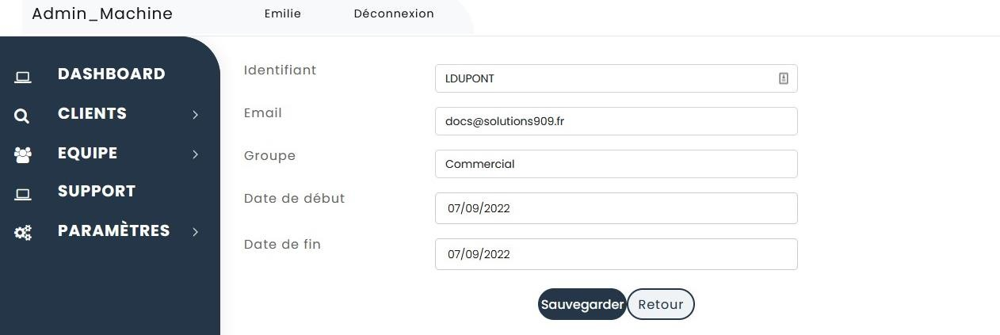 Admin_Machine Emilie Déconnexion
DASHBOARD
CLIENTS
EQUIPE
SUPPORT
PARAMÈTRES
Identifiant LDUPONT
Email docs@solutions909.fr
Groupe Commercial
Date de début 07/09/2022
Date de fin 07/09/2022
Sauvegarder Retour